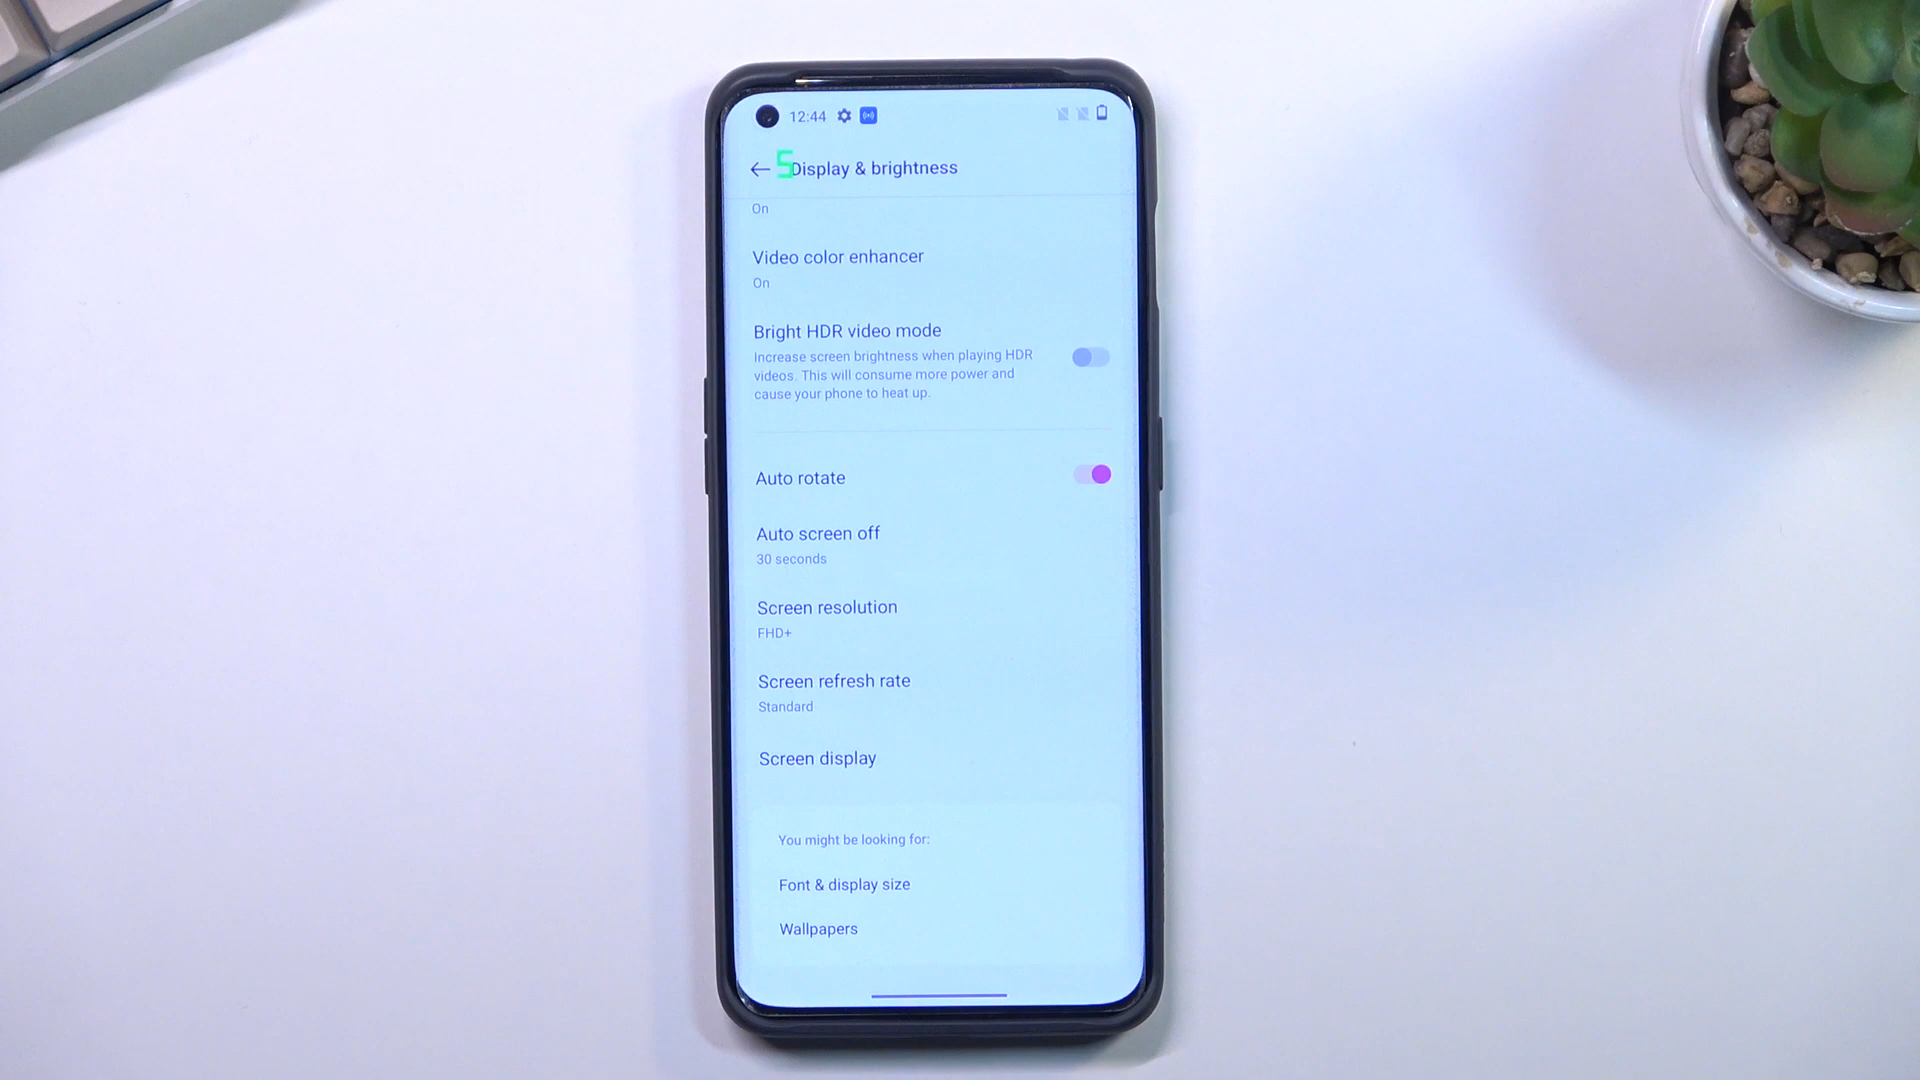 12:44
5
Display & brightness
On
Video color enhancer
On
Bright HDR video mode
Increase screen brightness when playing HDR
videos. This will consume more power and
cause your phone to heat up.
Auto rotate
Auto screen off
30 seconds
Screen resolution
FHD+
Screen refresh rate
Standard
Screen display
You might be looking for:
Font & display size
Wallpapers